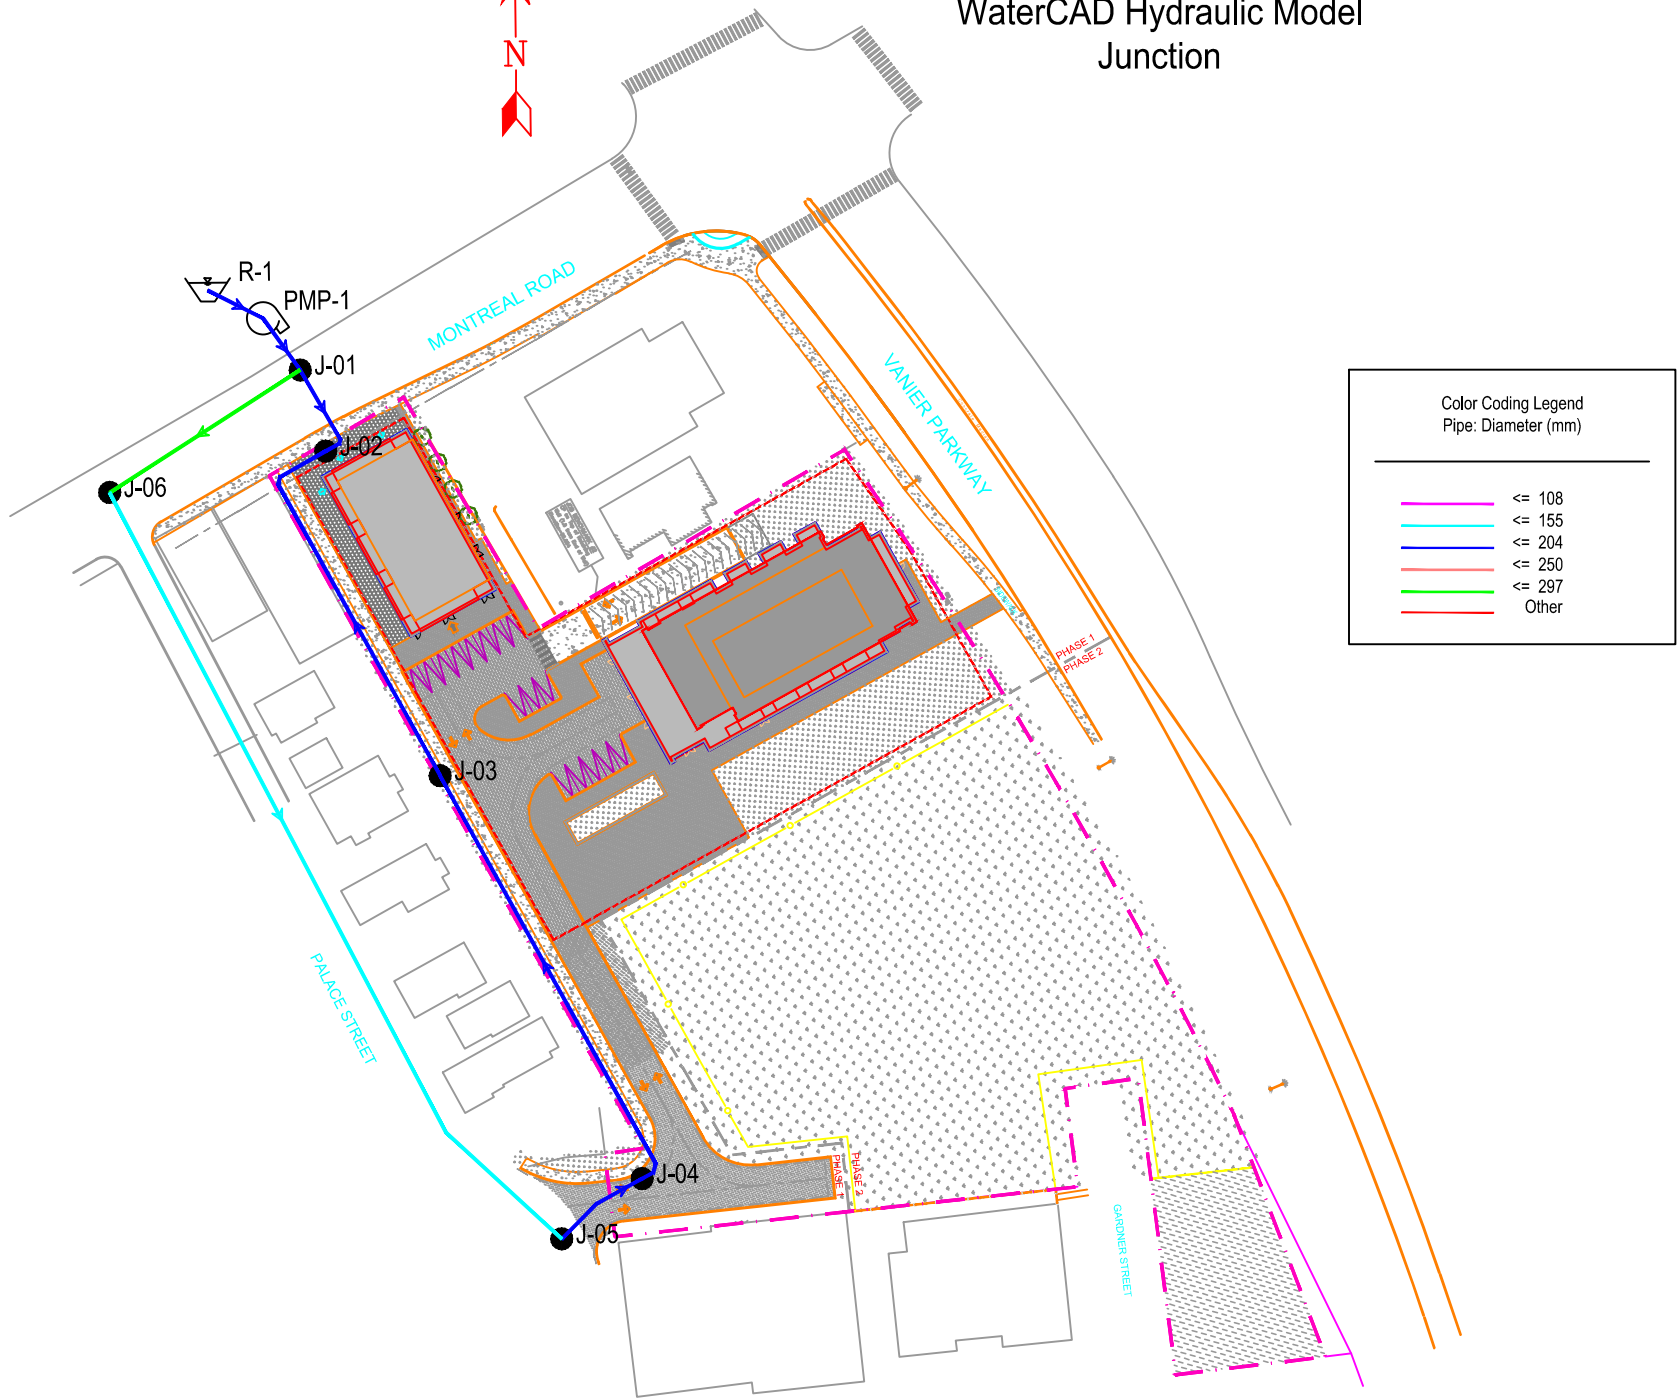 WaterCAD Hydraulic Model
Junction
N
R-1
PMP-1
J-01
J-02
J-06
J-03
J-04
J-05
MONTREAL ROAD
VANIER PARKWAY
PALACE STREET
GARDNER STREET
PHASE 1
PHASE 2
PHASE 1
PHASE 2
Color Coding Legend
Pipe: Diameter (mm)
<= 108
<= 155
<= 204
<= 250
<= 297
Other